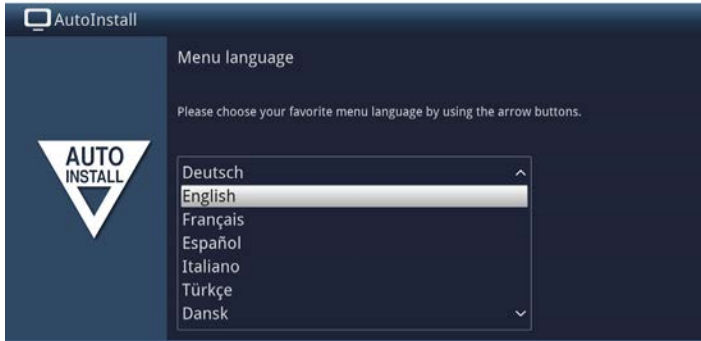 AutoInstall
Menu language
Please choose your favorite menu language by using the arrow buttons.
AUTO
INSTALL
Deutsch
English
Français
Español
Italiano
Türkçe
Dansk